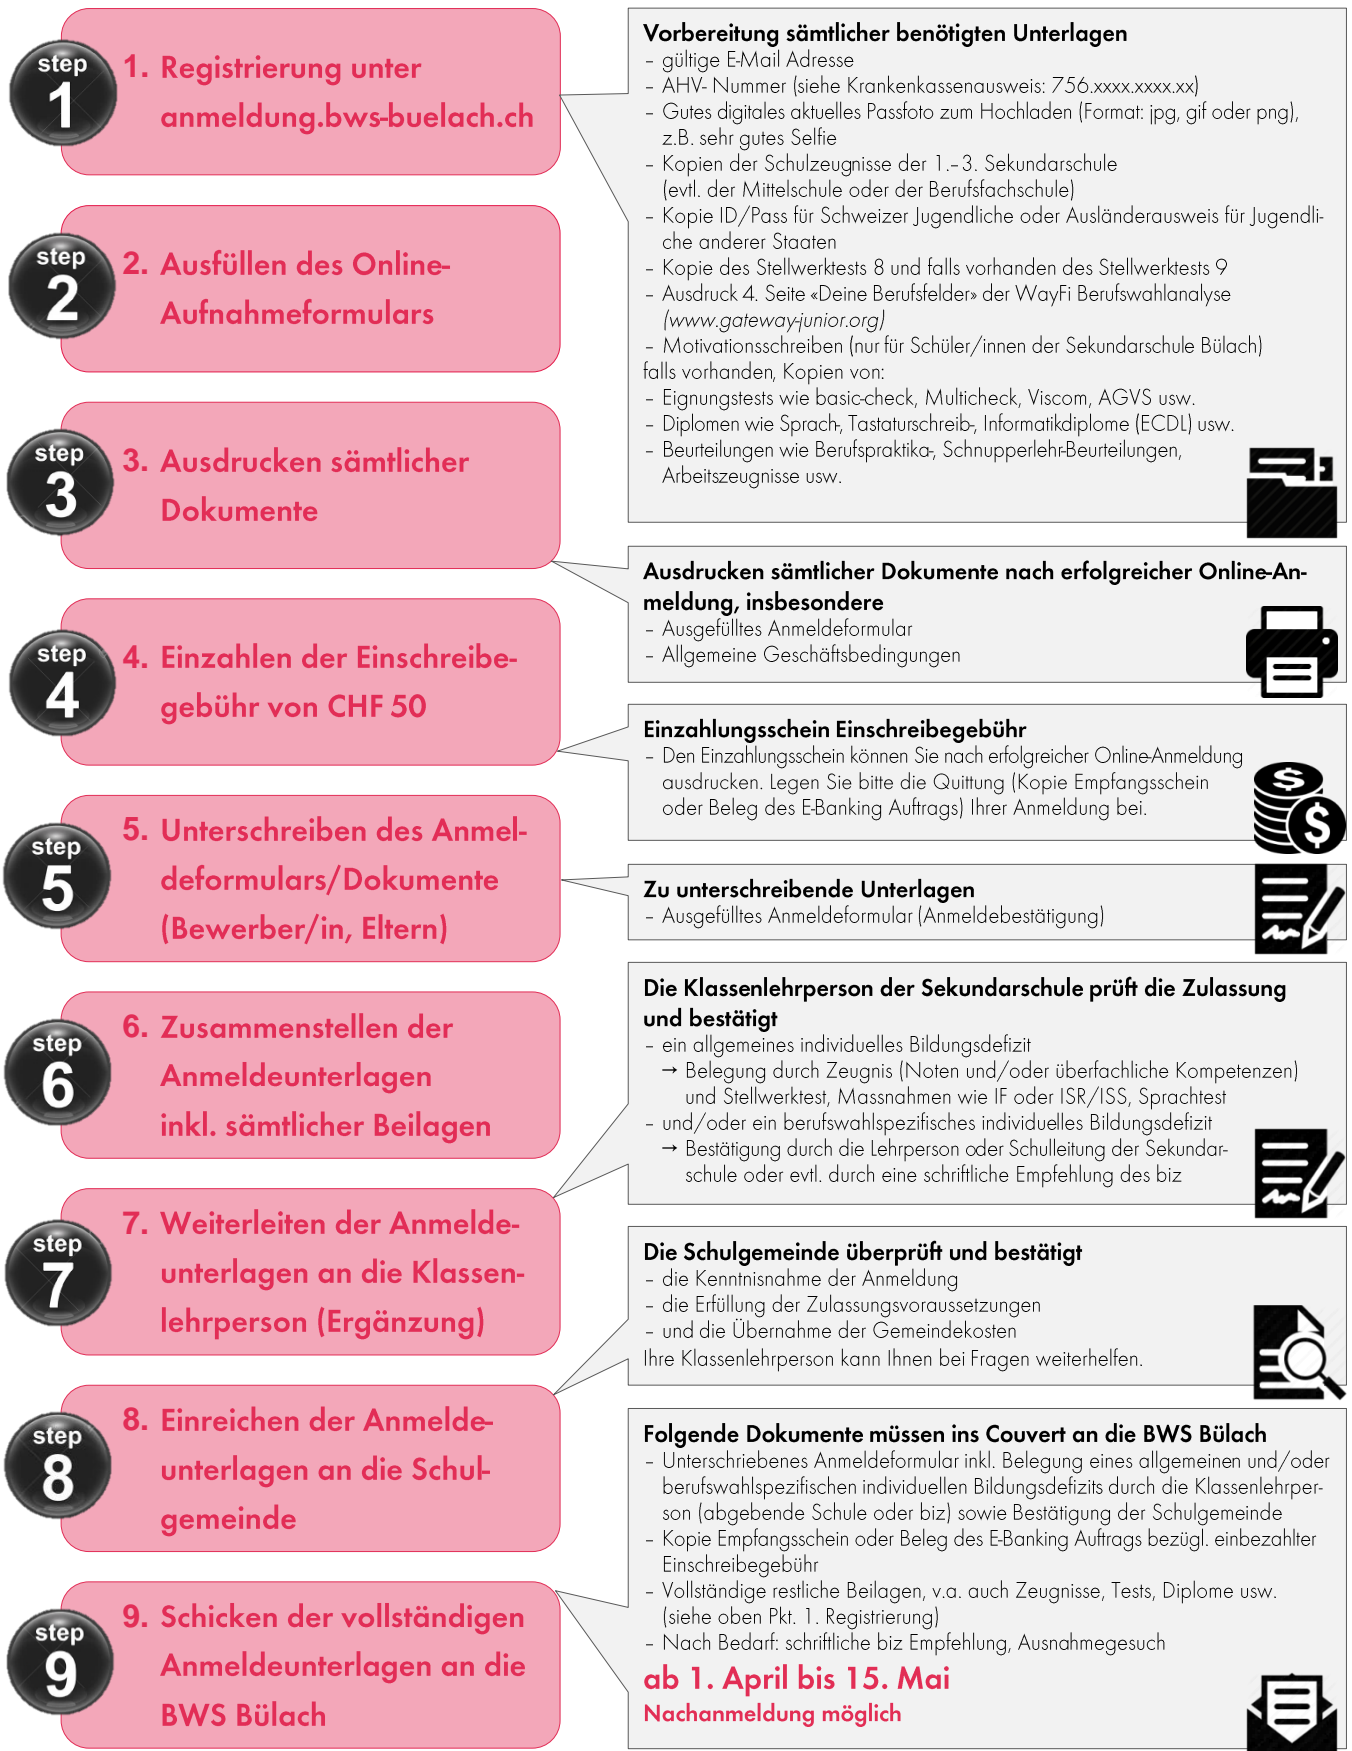 step
1
1. Registrierung unter
anmeldung.bws-buelach.ch
Vorbereitung sämtlicher benötigten Unterlagen
– gültige E-Mail Adresse
– AHV- Nummer (siehe Krankenkassenausweis: 756.xxxx.xxxx.xx)
– Gutes digitales aktuelles Passfoto zum Hochladen (Format: jpg, gif oder png),
z.B. sehr gutes Selfie
– Kopien der Schulzeugnisse der 1.–3. Sekundarschule
(evtl. der Mittelschule oder der Berufsfachschule)
– Kopie ID/Pass für Schweizer Jugendliche oder Ausländerausweis für Jugendli-
che anderer Staaten
– Kopie des Stellwerktests 8 und falls vorhanden des Stellwerktests 9
– Ausdruck 4. Seite «Deine Berufsfelder» der WayFi Berufswahlanalyse
(www.gateway-junior.org)
– Motivationsschreiben (nur für Schüler/innen der Sekundarschule Bülach)
falls vorhanden, Kopien von:
– Eignungstests wie basic-check, Multicheck, Viscom, AGVS usw.
– Diplomen wie Sprach-, Tastaturschreib-, Informatikdiplome (ECDL) usw.
– Beurteilungen wie Berufspraktika-, Schnupperlehr-Beurteilungen,
Arbeitszeugnisse usw.
step
2
2. Ausfüllen des Online-
Aufnahmeformulars
step
3
3. Ausdrucken sämtlicher
Dokumente
Ausdrucken sämtlicher Dokumente nach erfolgreicher Online-An-
meldung, insbesondere
– Ausgefülltes Anmeldeformular
– Allgemeine Geschäftsbedingungen
step
4
4. Einzahlen der Einschreibe-
gebühr von CHF 50
Einzahlungsschein Einschreibegebühr
– Den Einzahlungsschein können Sie nach erfolgreicher Online-Anmeldung
ausdrucken. Legen Sie bitte die Quittung (Kopie Empfangsschein
oder Beleg des E-Banking Auftrags) Ihrer Anmeldung bei.
$
$
step
5
5. Unterschreiben des Anmel-
deformulars/Dokumente
(Bewerber/in, Eltern)
Zu unterschreibende Unterlagen
– Ausgefülltes Anmeldeformular (Anmeldebestätigung)
step
6
6. Zusammenstellen der
Anmeldeunterlagen
inkl. sämtlicher Beilagen
step
7
7. Weiterleiten der Anmelde-
unterlagen an die Klassen-
lehrperson (Ergänzung)
Die Klassenlehrperson der Sekundarschule prüft die Zulassung
und bestätigt
– ein allgemeines individuelles Bildungsdefizit
→ Belegung durch Zeugnis (Noten und/oder überfachliche Kompetenzen)
und Stellwerktest, Massnahmen wie IF oder ISR/ISS, Sprachtest
– und/oder ein berufswahlspezifisches individuelles Bildungsdefizit
→ Bestätigung durch die Lehrperson oder Schulleitung der Sekundar-
schule oder evtl. durch eine schriftliche Empfehlung des biz
step
8
8. Einreichen der Anmelde-
unterlagen an die Schul-
gemeinde
Die Schulgemeinde überprüft und bestätigt
– die Kenntnisnahme der Anmeldung
– die Erfüllung der Zulassungsvoraussetzungen
– und die Übernahme der Gemeindekosten
Ihre Klassenlehrperson kann Ihnen bei Fragen weiterhelfen.
step
9
9. Schicken der vollständigen
Anmeldeunterlagen an die
BWS Bülach
Folgende Dokumente müssen ins Couvert an die BWS Bülach
– Unterschriebenes Anmeldeformular inkl. Belegung eines allgemeinen und/oder
berufswahlspezifischen individuellen Bildungsdefizits durch die Klassenlehrper-
son (abgebende Schule oder biz) sowie Bestätigung der Schulgemeinde
– Kopie Empfangsschein oder Beleg des E-Banking Auftrags bezügl. einbezahlter
Einschreibegebühr
– Vollständige restliche Beilagen, v.a. auch Zeugnisse, Tests, Diplome usw.
(siehe oben Pkt. 1. Registrierung)
– Nach Bedarf: schriftliche biz Empfehlung, Ausnahmegesuch
ab 1. April bis 15. Mai
Nachanmeldung möglich